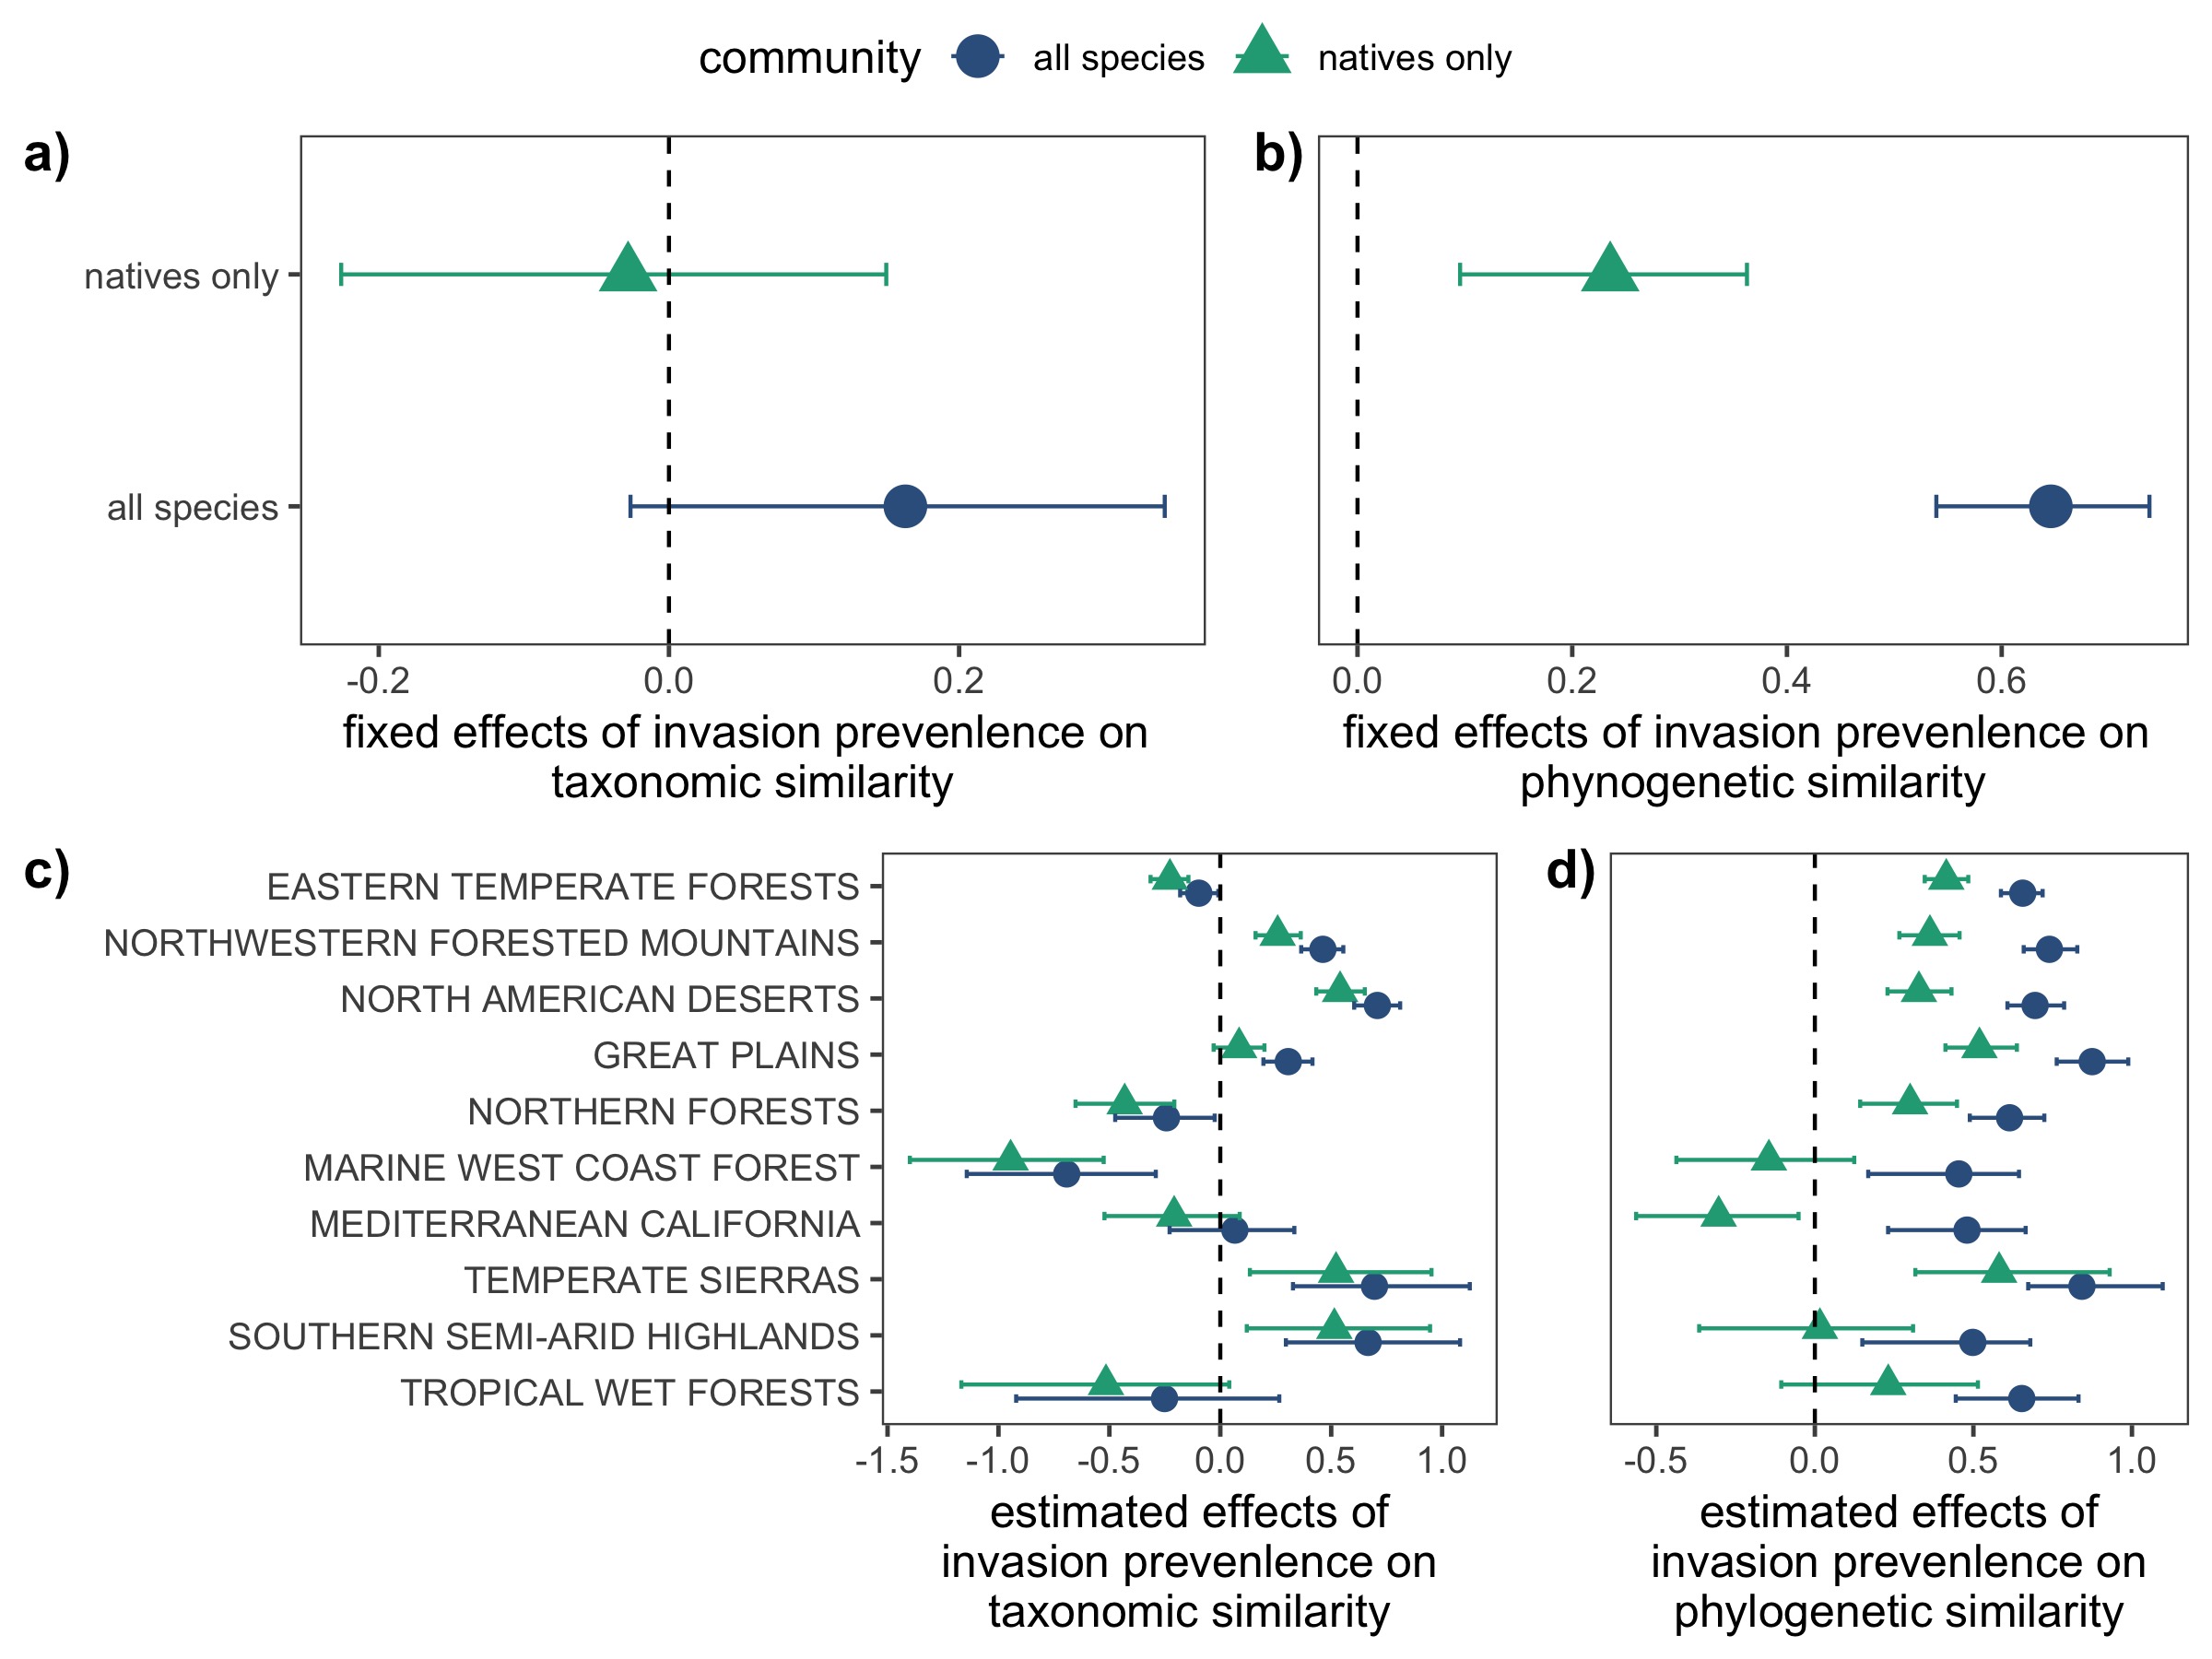 community all species natives only
a)
b)
natives only
all species
-0.2 0.0 0.2
0.0 0.2 0.4 0.6
fixed effects of invasion prevenlence on
taxonomic similarity
fixed effects of invasion prevenlence on
phynogenetic similarity
c)
d)
EASTERN TEMPERATE FORESTS
NORTHWESTERN FORESTED MOUNTAINS
NORTH AMERICAN DESERTS
GREAT PLAINS
NORTHERN FORESTS
MARINE WEST COAST FOREST
MEDITERRANEAN CALIFORNIA
TEMPERATE SIERRAS
SOUTHERN SEMI-ARID HIGHLANDS
TROPICAL WET FORESTS
-1.5 -1.0 -0.5 0.0 0.5 1.0
-0.5 0.0 0.5 1.0
estimated effects of
invasion prevenlence on
taxonomic similarity
estimated effects of
invasion prevenlence on
phylogenetic similarity